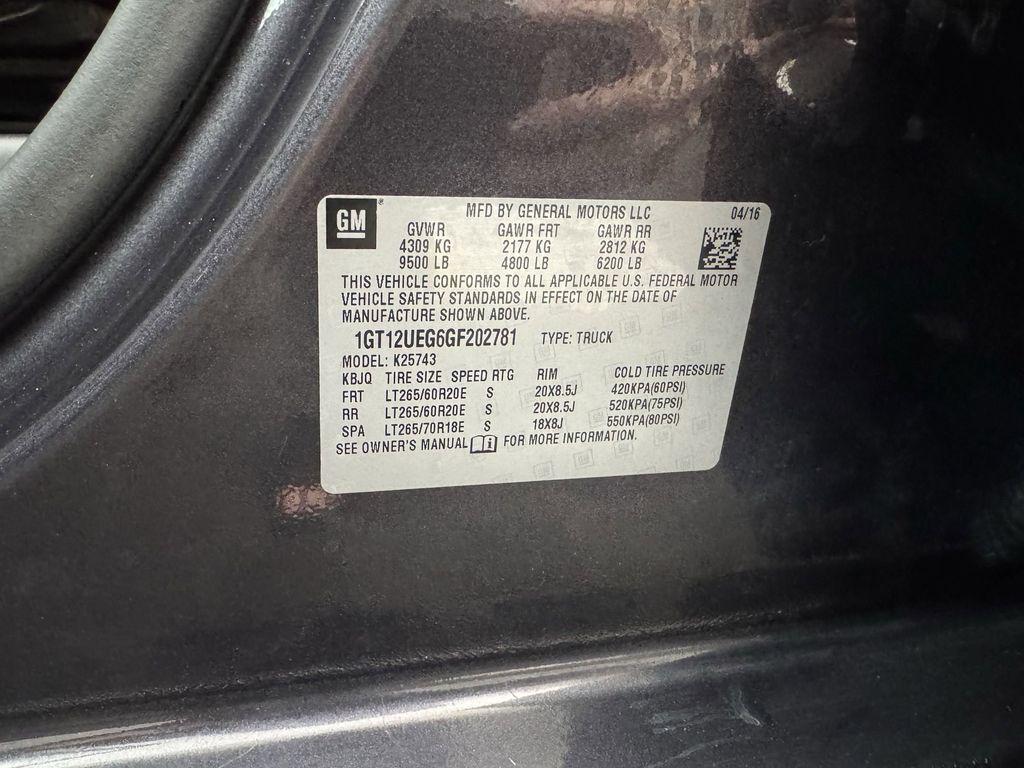 GM
MFD BY GENERAL MOTORS LLC 04/16
GVWR GAWR FRT GAWR RR
4309 KG 2177 KG 2812 KG
9500 LB 4800 LB 6200 LB
THIS VEHICLE CONFORMS TO ALL APPLICABLE U.S. FEDERAL MOTOR
VEHICLE SAFETY STANDARDS IN EFFECT ON THE DATE OF
MANUFACTURE SHOWN ABOVE.
1GT12UEG6GF202781 TYPE: TRUCK
MODEL: K25743
KBJQ TIRE SIZE SPEED RTG RIM COLD TIRE PRESSURE
FRT LT265/60R20E S 20X8.5J 420KPA(60PSI)
RR LT265/60R20E S 20X8.5J 520KPA(75PSI)
SPA LT265/70R18E S 18X8J 550KPA(80PSI)
SEE OWNER'S MANUAL FOR MORE INFORMATION.